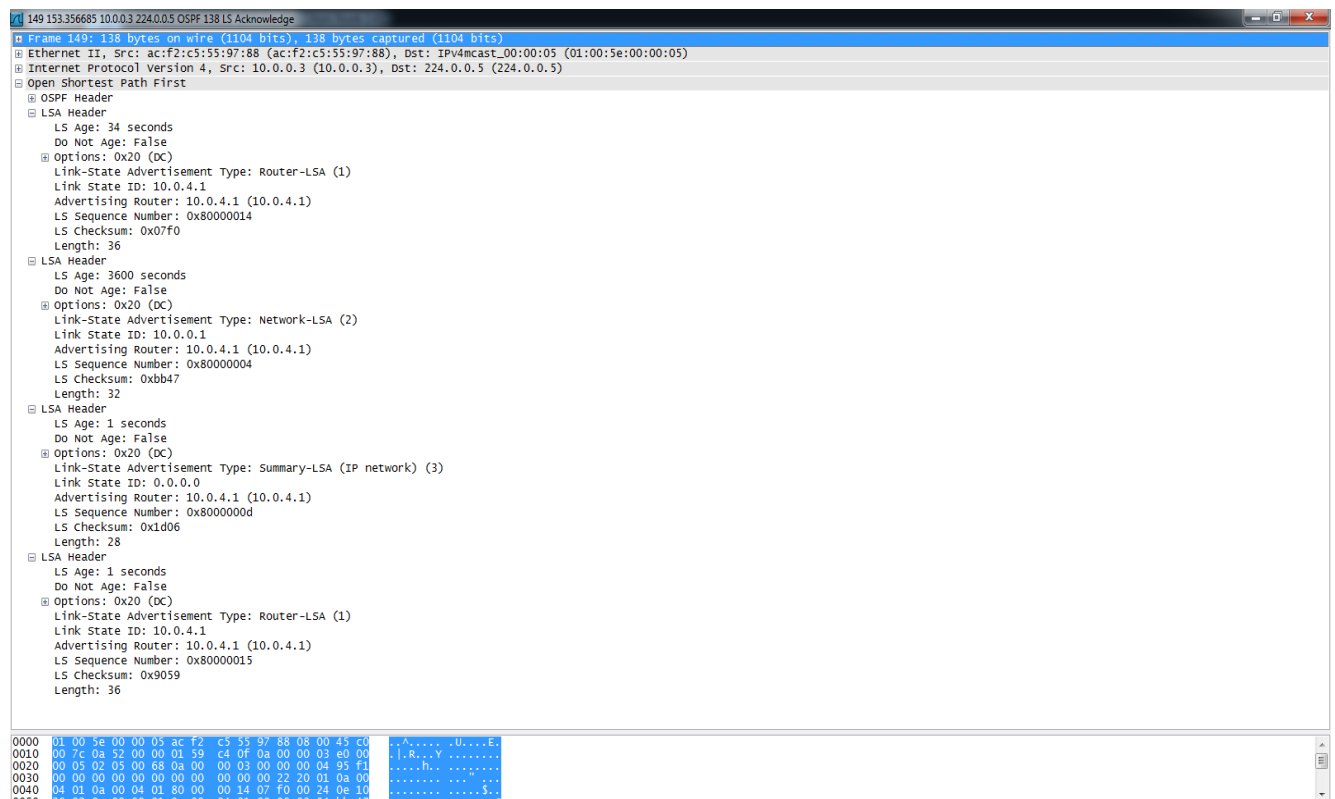 149 153.356685 10.0.0.3 224.0.0.5 OSPF 138 LS Acknowledge
Frame 149: 138 bytes on wire (1104 bits), 138 bytes captured (1104 bits)
Ethernet II, Src: ac:f2:c5:55:97:88 (ac:f2:c5:55:97:88), Dst: IPv4mcast_00:00:05 (01:00:5e:00:00:05)
Internet Protocol Version 4, Src: 10.0.0.3 (10.0.0.3), Dst: 224.0.0.5 (224.0.0.5)
Open Shortest Path First
OSPF Header
LSA Header
LS Age: 34 seconds
Do Not Age: False
Options: 0x20 (DC)
Link-State Advertisement Type: Router-LSA (1)
Link State ID: 10.0.4.1
Advertising Router: 10.0.4.1 (10.0.4.1)
LS Sequence Number: 0x80000014
LS Checksum: 0x07f0
Length: 36
LSA Header
LS Age: 3600 seconds
Do Not Age: False
Options: 0x20 (DC)
Link-State Advertisement Type: Network-LSA (2)
Link State ID: 10.0.0.1
Advertising Router: 10.0.4.1 (10.0.4.1)
LS Sequence Number: 0x80000004
LS Checksum: 0xbb47
Length: 32
LSA Header
LS Age: 1 seconds
Do Not Age: False
Options: 0x20 (DC)
Link-State Advertisement Type: Summary-LSA (IP network) (3)
Link State ID: 0.0.0.0
Advertising Router: 10.0.4.1 (10.0.4.1)
LS Sequence Number: 0x8000000d
LS Checksum: 0x1d06
Length: 28
LSA Header
LS Age: 1 seconds
Do Not Age: False
Options: 0x20 (DC)
Link-State Advertisement Type: Router-LSA (1)
Link State ID: 10.0.4.1
Advertising Router: 10.0.4.1 (10.0.4.1)
LS Sequence Number: 0x80000015
LS Checksum: 0x9059
Length: 36
0000 01 00 5e 00 00 05 ac f2 c5 55 97 88 08 00 45 c0 ..^..... .U....E.
0010 00 7c 0a 52 00 00 01 59 c4 0f 0a 00 00 03 e0 00 .|.R...Y ........
0020 00 05 02 05 00 68 0a 00 00 03 00 00 00 04 95 f1 .....h.. ........
0030 00 00 00 00 00 00 00 00 00 00 00 22 20 01 0a 00 ........ ..." ...
0040 04 01 0a 00 04 01 80 00 00 14 07 f0 00 24 0e 10 ........ .....$..